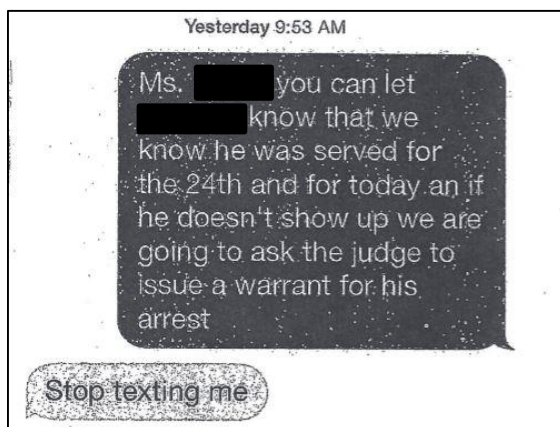 Yesterday 9:53 AM
Ms. you can let
know that we
know he was served for
the 24th and for today an if
he doesn't show up we are
going to ask the judge to
issue a warrant for his
arrest
Stop texting me